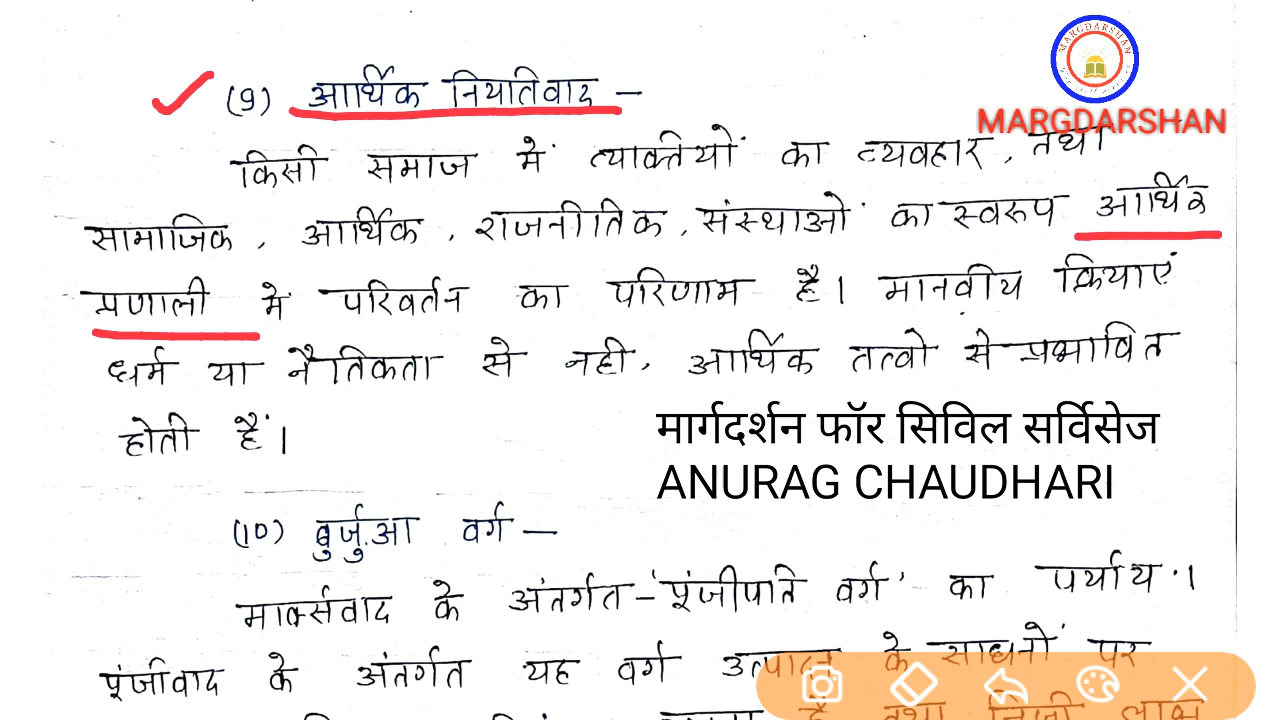 MARGDARSHAN
MARGDARSHAN
(9) आर्थिक नियतिवाद —
किसी समाज में व्यक्तियों का व्यवहार, तथा
सामाजिक, आर्थिक, राजनीतिक, संस्थाओं का स्वरूप आर्थिक
प्रणाली में परिवर्तन का परिणाम है। मानवीय क्रियाएं
धर्म या नैतिकता से नही, आर्थिक तत्वो से प्रभावित
होती हैं।
मार्गदर्शन फॉर सिविल सर्विसेज
ANURAG CHAUDHARI
(10) बुर्जुआ वर्ग —
मार्क्सवाद के अंतर्गत - 'पूंजीपति वर्ग' का पर्याय।
पूंजीवाद के अंतर्गत यह वर्ग उत्पादन के साधनों पर
है तथा निजी लाभ